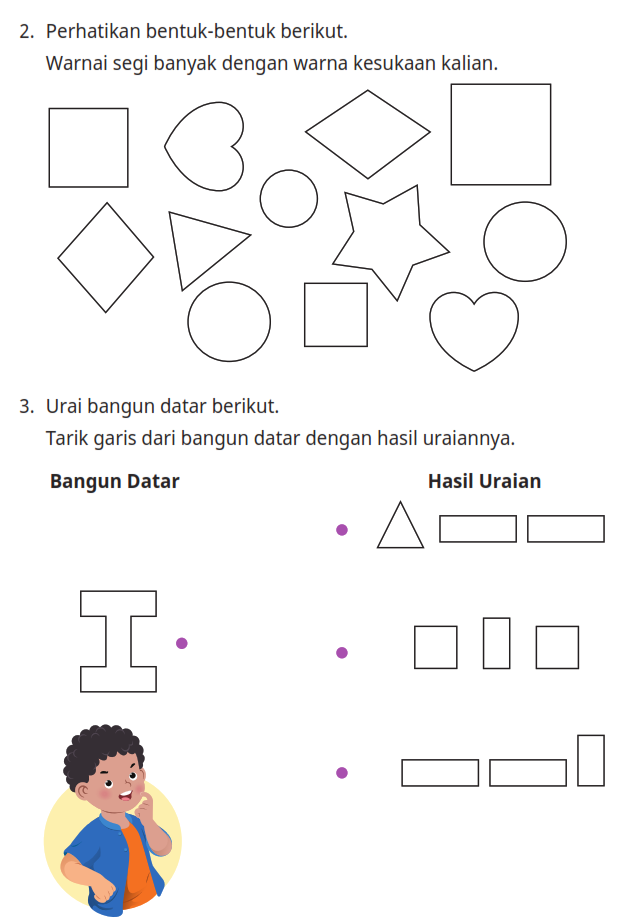 2. Perhatikan bentuk-bentuk berikut.
Warnai segi banyak dengan warna kesukaan kalian.
3. Urai bangun datar berikut.
Tarik garis dari bangun datar dengan hasil uraiannya.
Bangun Datar
Hasil Uraian